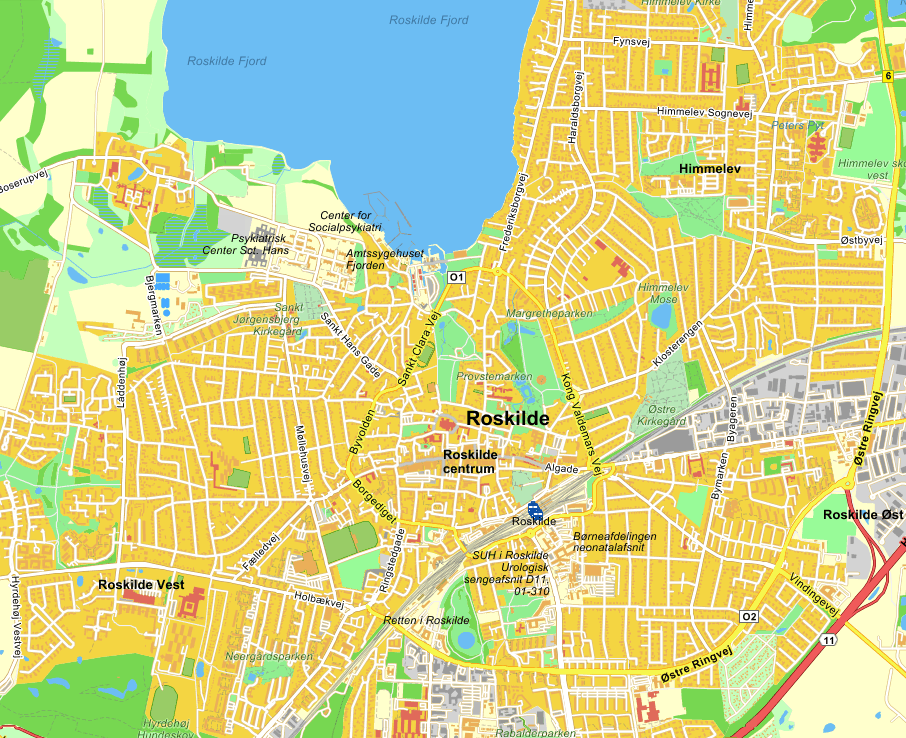 Himmelev Kirke
Himme
Roskilde Fjord
Fynsvej
Roskilde Fjord
6
Haraldsborgvej
Himmelev Sognevej
Peters Pyt
Himmelev sko
vest
Himmelev
Boserupvej
Frederiksborgvej
Center for
Socialpsykiatri
Psykiatrisk
Center Sct. Hans
Østbyvej
Amtssygehuset
Fjorden
O1
Bjergmarken
Himmelev
Mose
Sankt
Jørgensbjerg
Kirkegård
Margretheparken
Sankt Hans Gade
Sankt Clara Vej
Klosterengen
Låddenhøj
Provstemarken
Kong Valdemars Vej
Østre
Kirkegård
Byageren
Østre Ringvej
Roskilde
Byvolden
Møllehusvej
Roskilde
centrum
Algade
Bymarken
Borgediget
Roskilde
Roskilde Øst
Fælledvej
Ringstedgade
Børneafdelingen
neonatalafsnit
SUH i Roskilde
Urologisk
sengeafsnit D11,
01-310
Hyrdehøj Vestvej
Roskilde Vest
Holbækvej
Vindingevej
Retten i Roskilde
O2
11
Neergårdsparken
Østre Ringvej
Hyrdehøj
Hundeskov
Rabalderparken